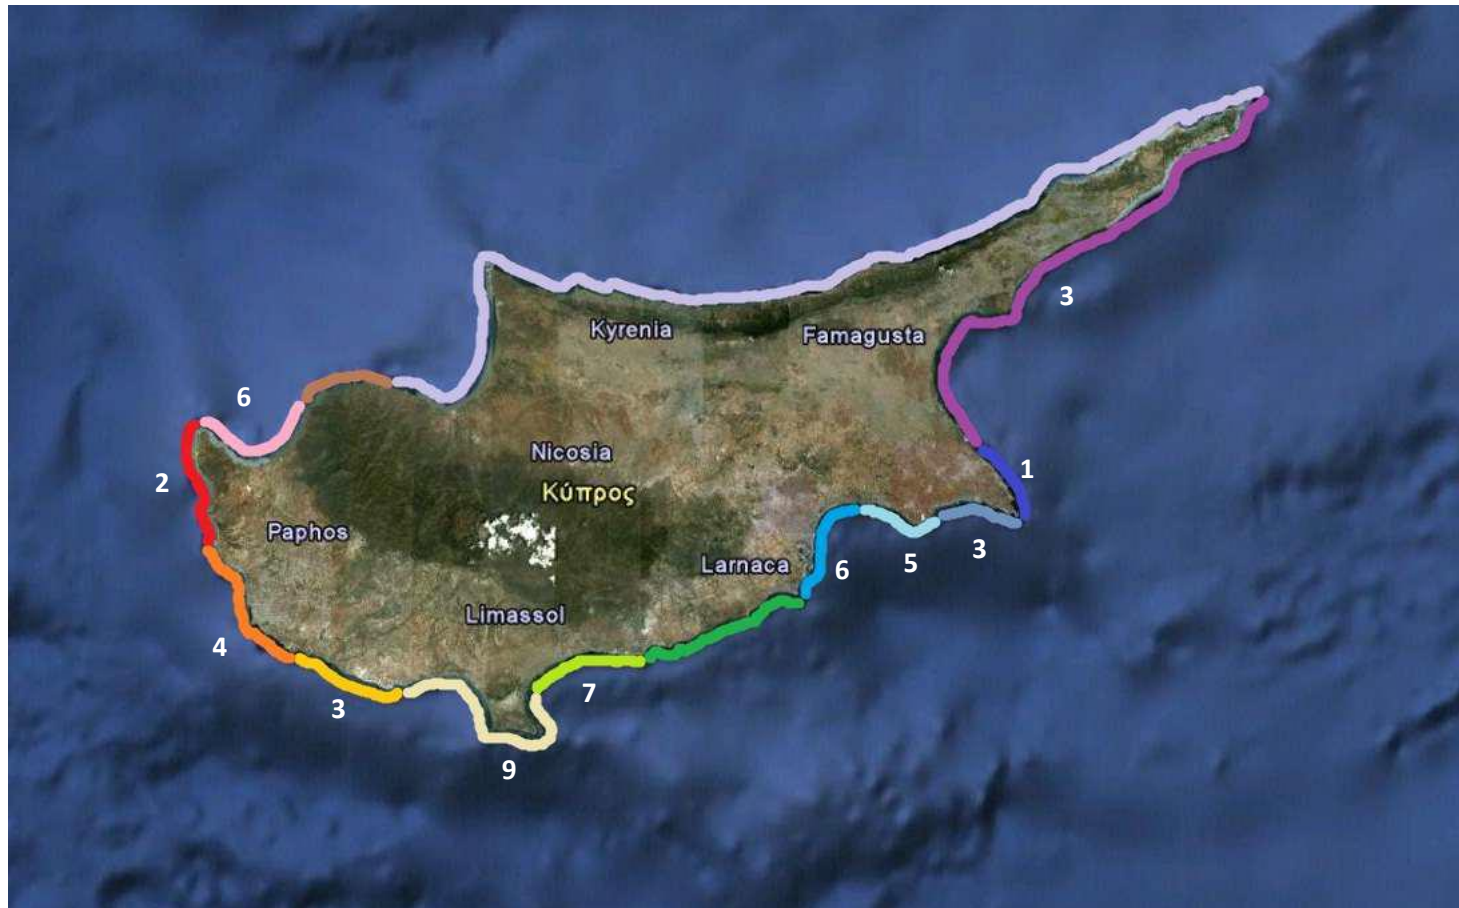 3
Kyrenia
Famagusta
6
Nicosia
1
2
Κύπρος
Paphos
3
5
Larnaca
6
Limassol
4
7
3
9